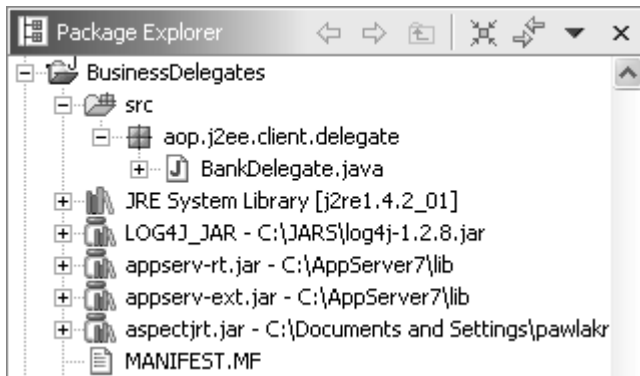 Package Explorer
BusinessDelegates
src
aop.j2ee.client.delegate
BankDelegate.java
JRE System Library [j2re1.4.2_01]
LOG4J_JAR - C:\JARS\log4j-1.2.8.jar
appserv-rt.jar - C:\AppServer7\lib
appserv-ext.jar - C:\AppServer7\lib
aspectjrt.jar - C:\Documents and Settings\pawlakr
MANIFEST.MF